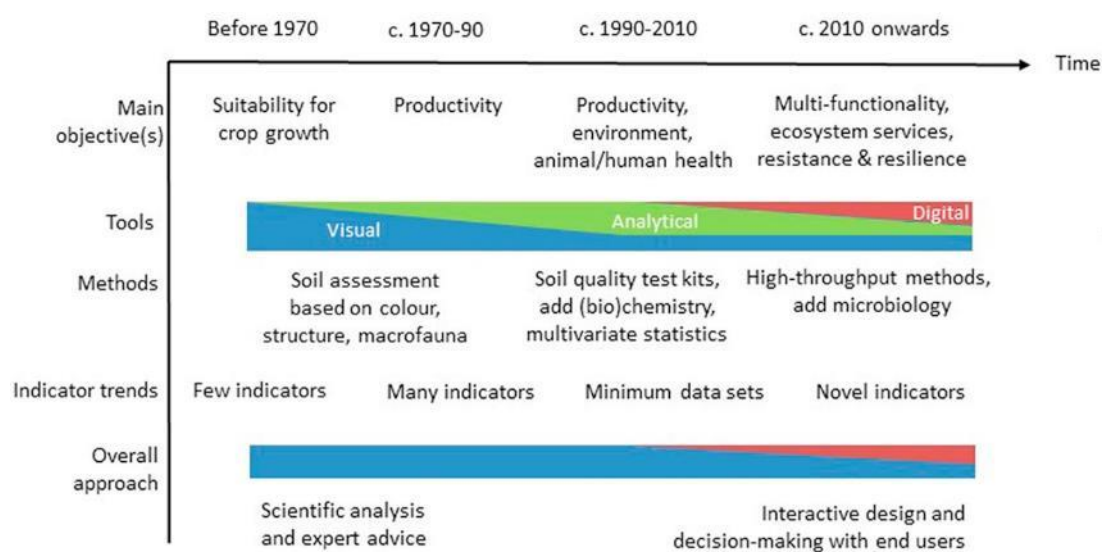 Before 1970
c. 1970-90
c. 1990-2010
c. 2010 onwards
Time
Main
objective(s)
Suitability for
crop growth
Productivity
Productivity,
environment,
animal/human health
Multi-functionality,
ecosystem services,
resistance & resilience
Tools
Visual
Analytical
Digital
Methods
Soil assessment
based on colour,
structure, macrofauna
Soil quality test kits,
add (bio)chemistry,
multivariate statistics
High-throughput methods,
add microbiology
Indicator trends
Few indicators
Many indicators
Minimum data sets
Novel indicators
Overall
approach
Scientific analysis
and expert advice
Interactive design and
decision-making with end users